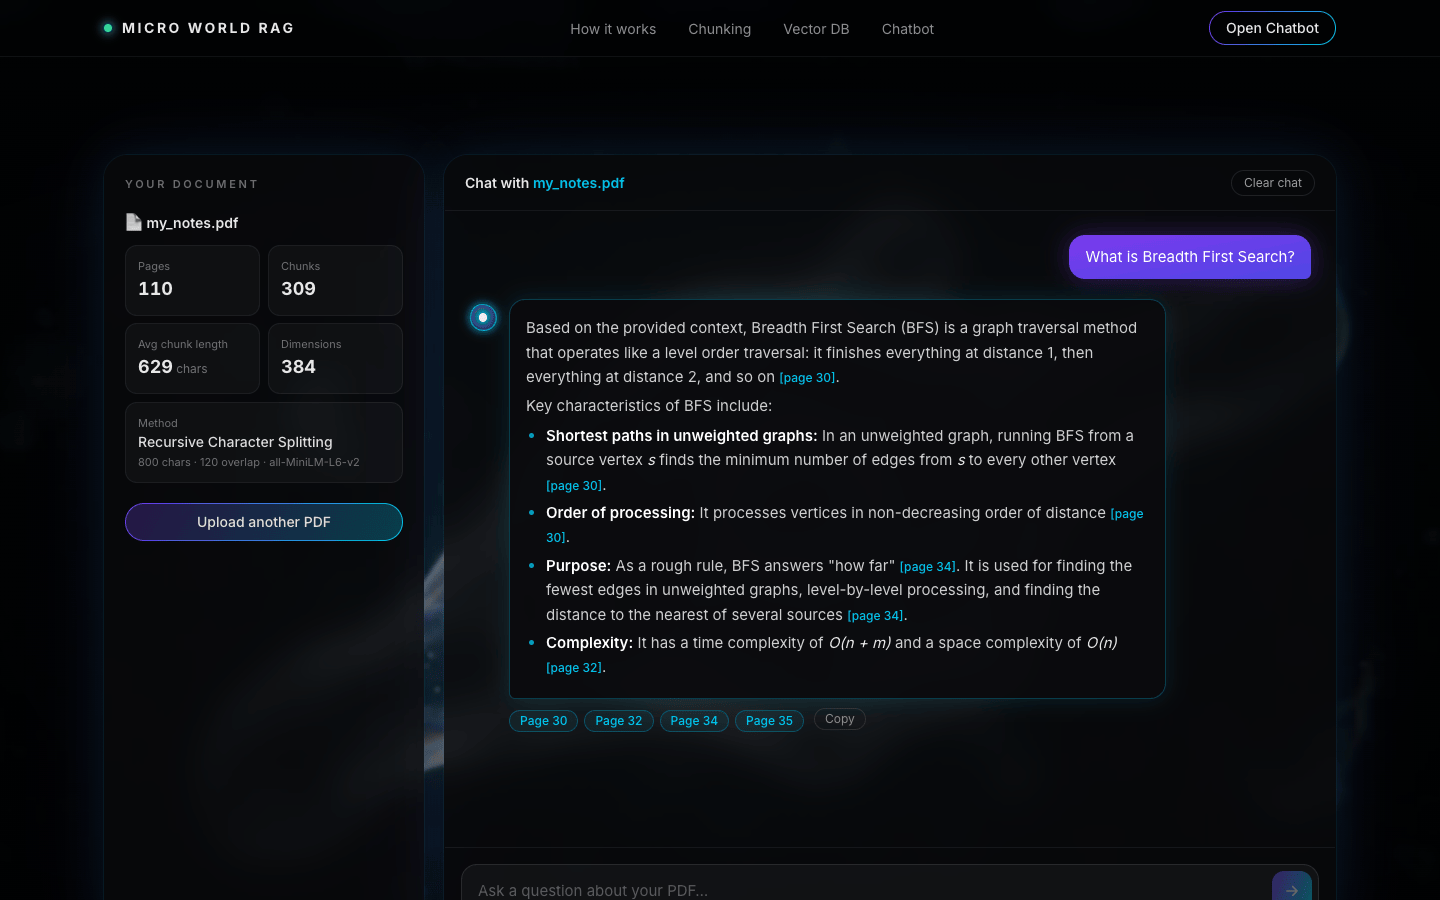 MICRO WORLD RAG
How it works
Chunking
Vector DB
Chatbot
Open Chatbot
YOUR DOCUMENT
my_notes.pdf
Pages
110
Chunks
309
Avg chunk length
629 chars
Dimensions
384
Method
Recursive Character Splitting
800 chars · 120 overlap · all-MiniLM-L6-v2
Upload another PDF
Chat with my_notes.pdf
Clear chat
What is Breadth First Search?
Based on the provided context, Breadth First Search (BFS) is a graph traversal method
that operates like a level order traversal: it finishes everything at distance 1, then
everything at distance 2, and so on [page 30].
Key characteristics of BFS include:
• Shortest paths in unweighted graphs: In an unweighted graph, running BFS from a
source vertex s finds the minimum number of edges from s to every other vertex
[page 30].
• Order of processing: It processes vertices in non-decreasing order of distance [page
30].
• Purpose: As a rough rule, BFS answers "how far" [page 34]. It is used for finding the
fewest edges in unweighted graphs, level-by-level processing, and finding the
distance to the nearest of several sources [page 34].
• Complexity: It has a time complexity of O(n + m) and a space complexity of O(n)
[page 32].
Page 30
Page 32
Page 34
Page 35
Copy
Ask a question about your PDF...